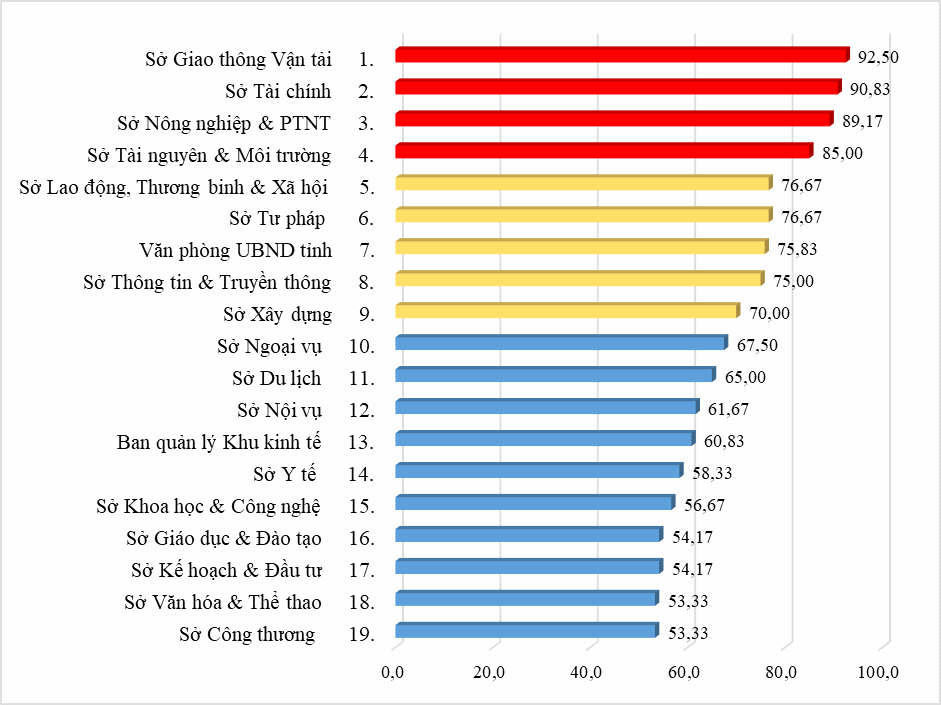 Sở Giao thông Vận tải 1. 92,50
Sở Tài chính 2. 90,83
Sở Nông nghiệp & PTNT 3. 89,17
Sở Tài nguyên & Môi trường 4. 85,00
Sở Lao động, Thương binh & Xã hội 5. 76,67
Sở Tư pháp 6. 76,67
Văn phòng UBND tỉnh 7. 75,83
Sở Thông tin & Truyền thông 8. 75,00
Sở Xây dựng 9. 70,00
Sở Ngoại vụ 10. 67,50
Sở Du lịch 11. 65,00
Sở Nội vụ 12. 61,67
Ban quản lý Khu kinh tế 13. 60,83
Sở Y tế 14. 58,33
Sở Khoa học & Công nghệ 15. 56,67
Sở Giáo dục & Đào tạo 16. 54,17
Sở Kế hoạch & Đầu tư 17. 54,17
Sở Văn hóa & Thể thao 18. 53,33
Sở Công thương 19. 53,33
0,0 20,0 40,0 60,0 80,0 100,0